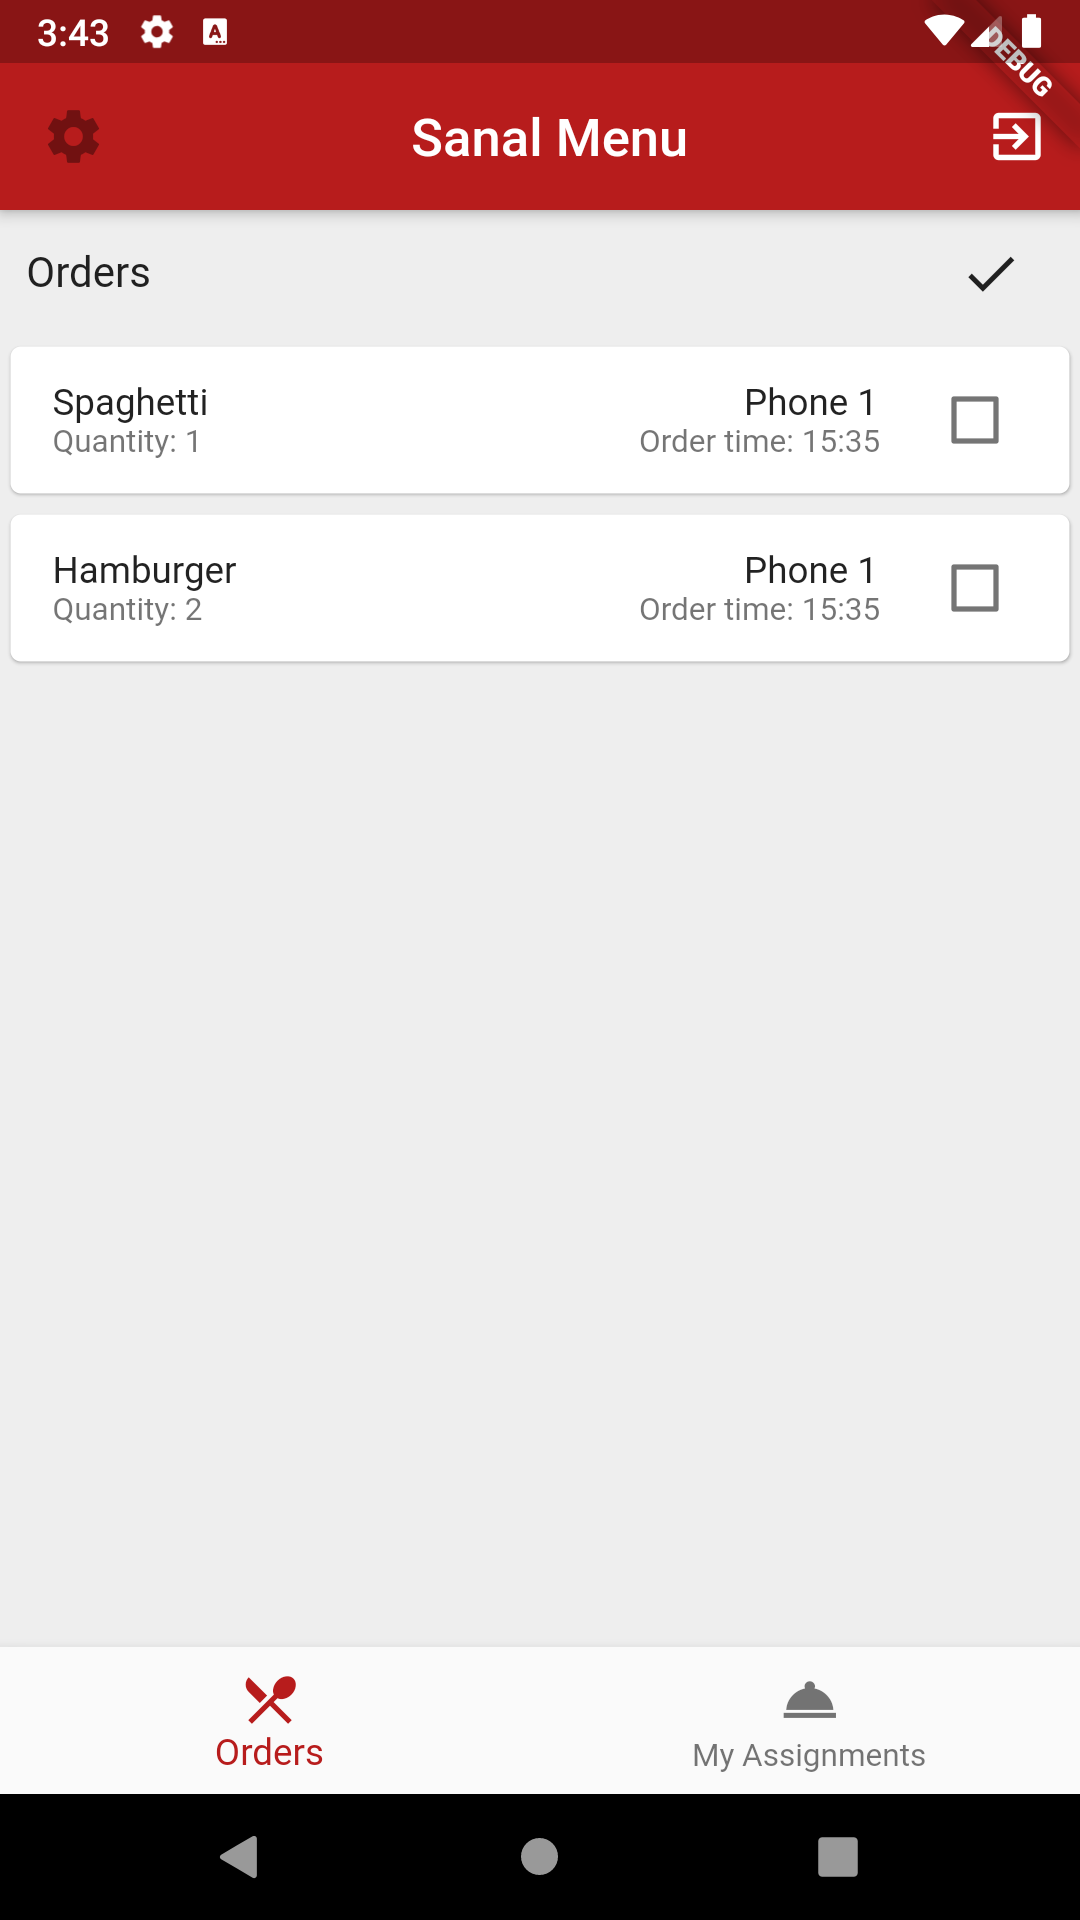 3:43
DEBUG
Sanal Menu
Orders
Spaghetti
Phone 1
Quantity: 1
Order time: 15:35
Hamburger
Phone 1
Quantity: 2
Order time: 15:35
Orders
My Assignments